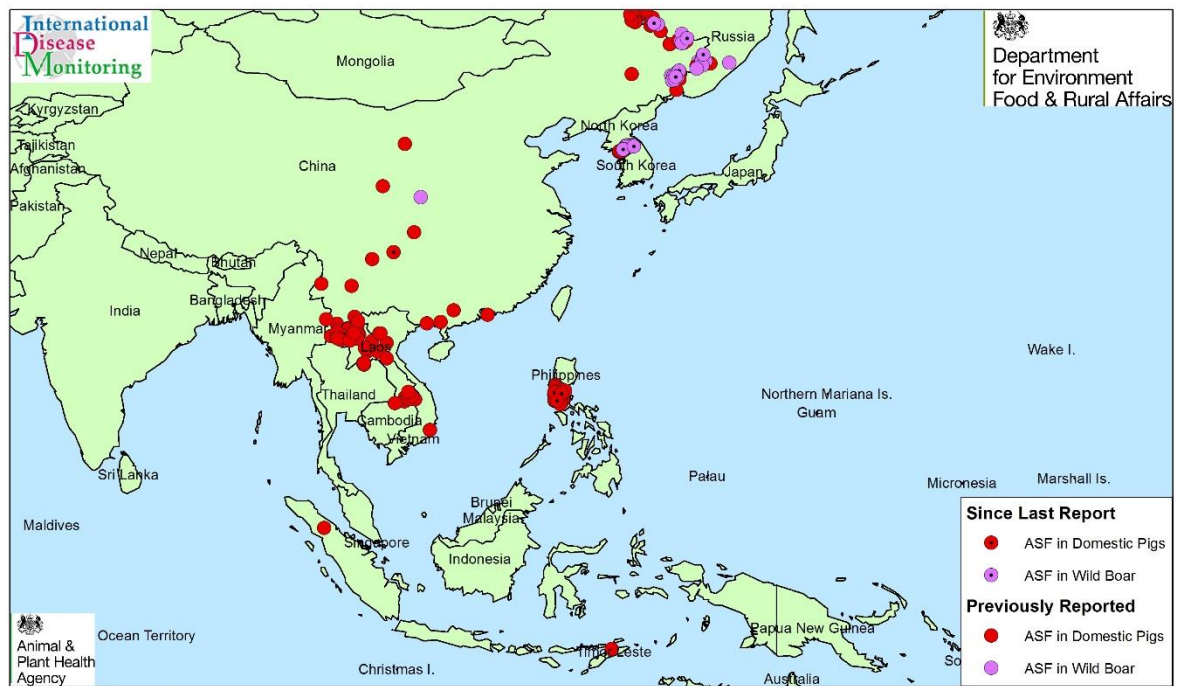 International
Disease
Monitoring
Department
for Environment
Food & Rural Affairs
Russia
Mongolia
Kyrgyzstan
North Korea
Tajikistan
China
South Korea
Japan
Afghanistan
Pakistan
Nepal
Bhutan
Bangladesh
India
Myanmar
Laos
Wake I.
Philippines
Thailand
Northern Mariana Is.
Guam
Cambodia
Vietnam
Sri Lanka
Palau
Micronesia
Marshall Is.
Brunei
Maldives
Malaysia
Singapore
Indonesia
Since Last Report
ASF in Domestic Pigs
ASF in Wild Boar
Previously Reported
ASF in Domestic Pigs
ASF in Wild Boar
Ocean Territory
Papua New Guinea
Timor Leste
So
Christmas I.
Australia
Animal &
Plant Health
Agency